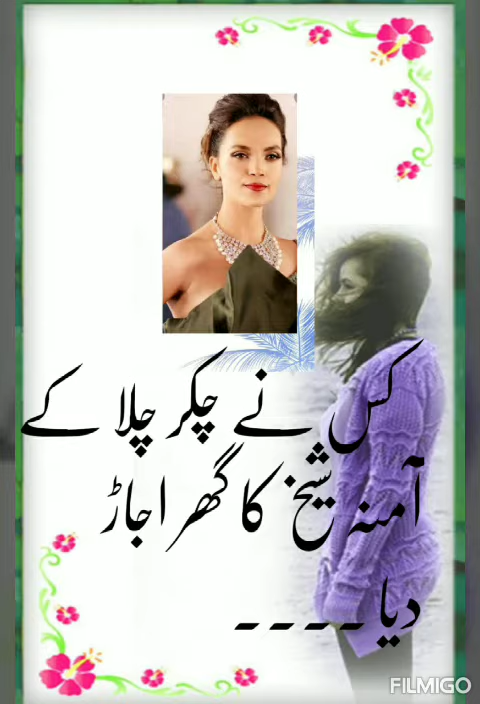 کس نے چکر چلا کے
آمنہ شیخ کا گھر اجاڑ
دیا ۔۔۔۔
FILMIGO